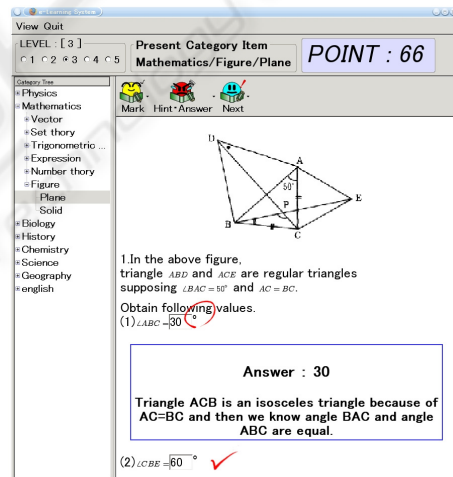 e-Learning System
View Quit
LEVEL : [ 3 ]
1 2 3 4 5
Present Category Item
Mathematics/Figure/Plane
POINT : 66
Category Tree
Physics
Mathematics
Vector
Set thory
Trigonometric ...
Expression
Number thory
Figure
Plane
Solid
Biology
History
Chemistry
Science
Geography
english
Mark Hint·Answer Next
D
A
50°
E
P
B
C
1.In the above figure,
triangle ABD and ACE are regular triangles
supposing ∠BAC = 50° and AC = BC.
Obtain following values.
(1) ∠ABC = 30 °
Answer : 30
Triangle ACB is an isosceles triangle because of
AC=BC and then we know angle BAC and angle
ABC are equal.
(2) ∠CBE = 60 °